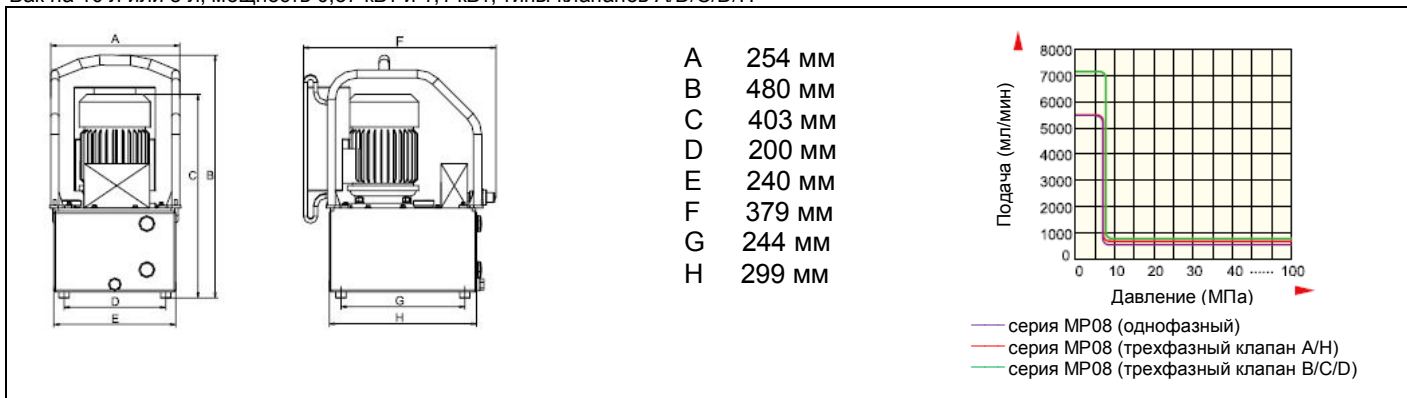 A
B
C
D
E
F
G
H
A 254 мм
B 480 мм
C 403 мм
D 200 мм
E 240 мм
F 379 мм
G 244 мм
H 299 мм
Подача (мл/мин)
8000
7000
6000
5000
4000
3000
2000
1000
0
0 10 20 30 40 ...... 100
Давление (МПа)
серия MP08 (однофазный)
серия MP08 (трехфазный клапан A/H)
серия MP08 (трехфазный клапан B/C/D)